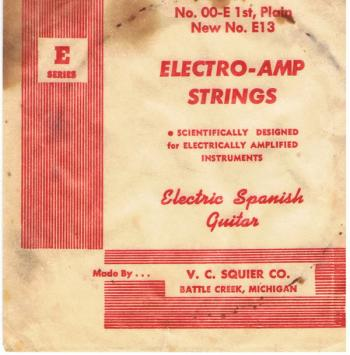 No. 00-E 1st, Plain
New No. E13
E
SERIES
ELECTRO-AMP
STRINGS
• SCIENTIFICALLY DESIGNED
for ELECTRICALLY AMPLIFIED
INSTRUMENTS
Electric Spanish
Guitar
Made By . . .
V. C. SQUIER CO.
BATTLE CREEK, MICHIGAN